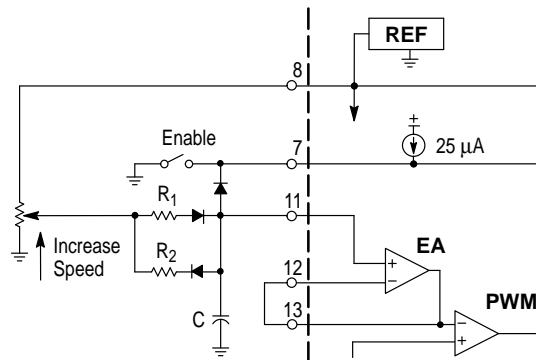 REF
8
Enable
7
+
25 µA
R1
11
Increase
Speed
EA
+
12
−
R2
13
PWM
−
C
+